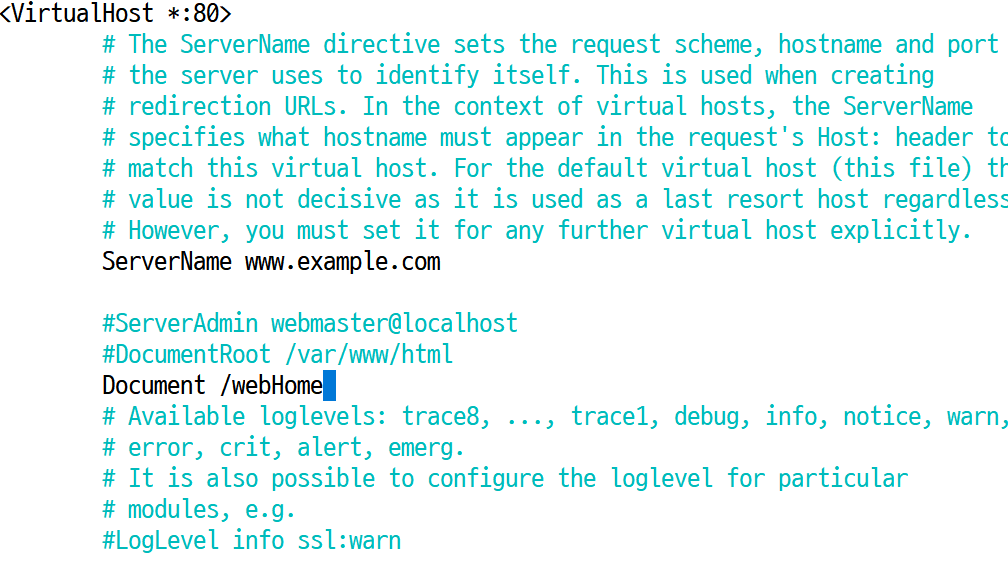 <VirtualHost *:80>
# The ServerName directive sets the request scheme, hostname and port
# the server uses to identify itself. This is used when creating
# redirection URLs. In the context of virtual hosts, the ServerName
# specifies what hostname must appear in the request's Host: header to
# match this virtual host. For the default virtual host (this file) th
# value is not decisive as it is used as a last resort host regardless
# However, you must set it for any further virtual host explicitly.
ServerName www.example.com
#ServerAdmin webmaster@localhost
#DocumentRoot /var/www/html
Document /webHome
# Available loglevels: trace8, ..., trace1, debug, info, notice, warn,
# error, crit, alert, emerg.
# It is also possible to configure the loglevel for particular
# modules, e.g.
#LogLevel info ssl:warn